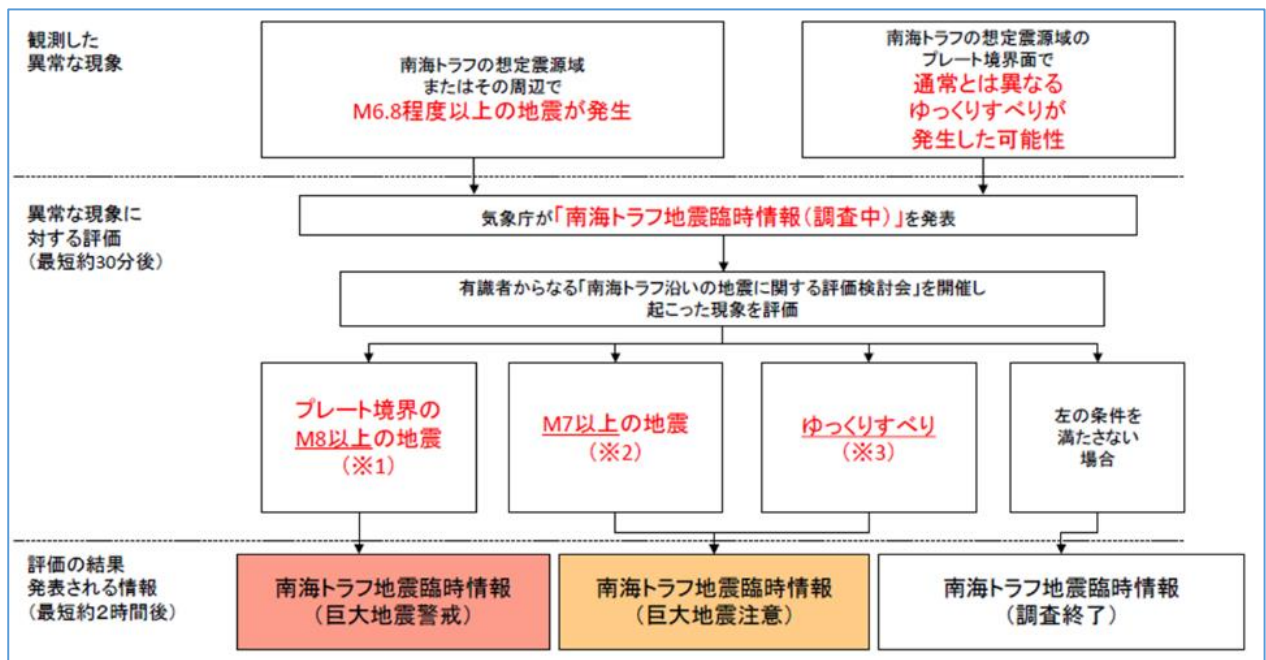 観測した
異常な現象
南海トラフの想定震源域
またはその周辺で
M6.8程度以上の地震が発生
南海トラフの想定震源域の
プレート境界面で
通常とは異なる
ゆっくりすべりが
発生した可能性
異常な現象に
対する評価
(最短約30分後)
気象庁が「南海トラフ地震臨時情報(調査中)」を発表
有識者からなる「南海トラフ沿いの地震に関する評価検討会」を開催し
起こった現象を評価
プレート境界の
M8以上の地震
(※1)
M7以上の地震
(※2)
ゆっくりすべり
(※3)
左の条件を
満たさない
場合
評価の結果
発表される情報
(最短約2時間後)
南海トラフ地震臨時情報
(巨大地震警戒)
南海トラフ地震臨時情報
(巨大地震注意)
南海トラフ地震臨時情報
(調査終了)